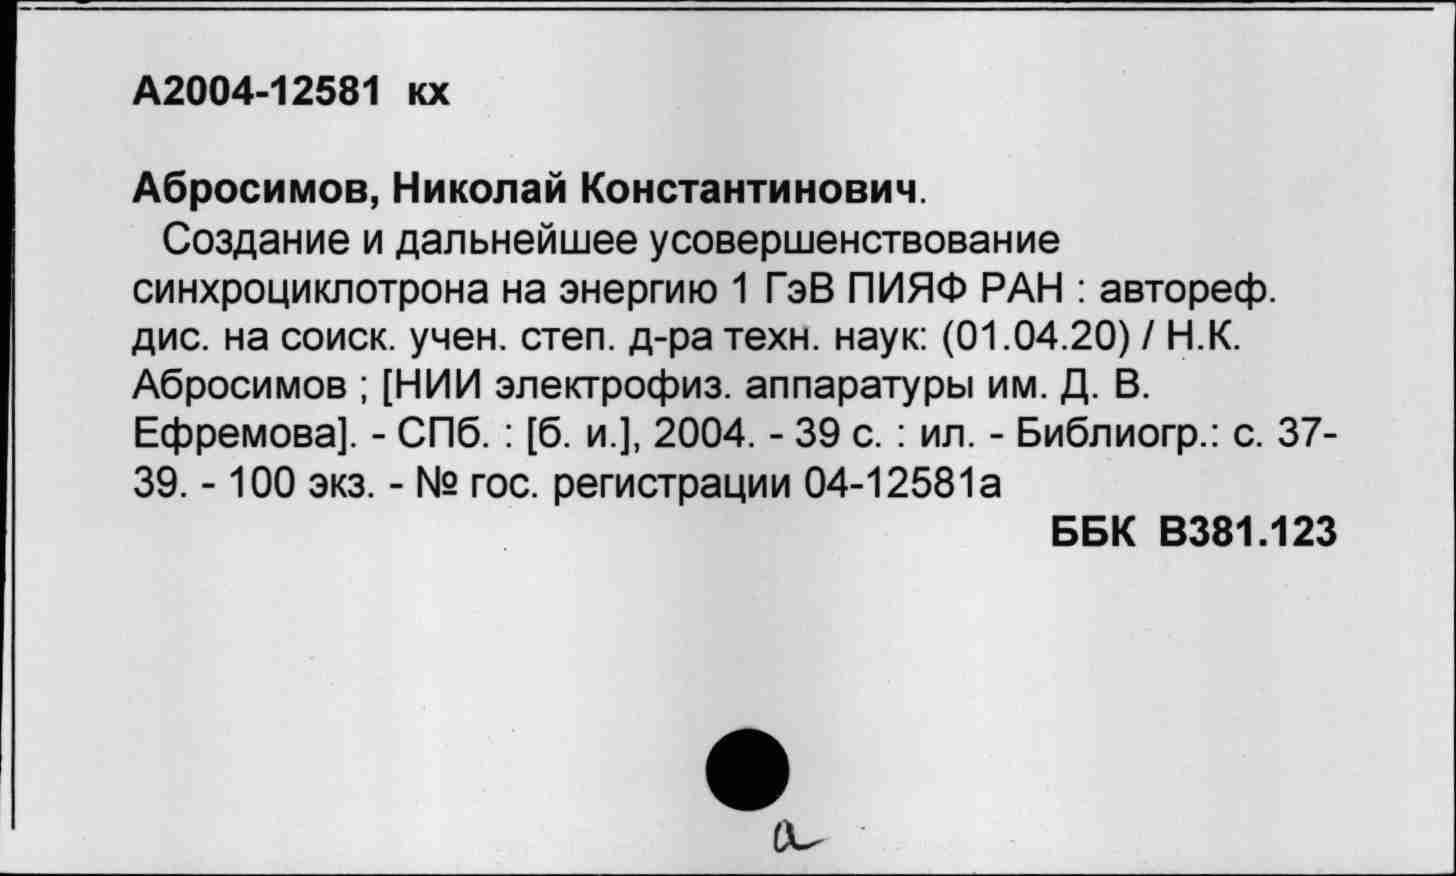 А2004-12581 кх
Абросимов, Николай Константинович.
Создание и дальнейшее усовершенствование
синхроциклотрона на энергию 1 ГэВ ПИЯФ РАН : автореф.
дис. на соиск. учен. степ. д-ра техн. наук: (01.04.20) / Н.К.
Абросимов ; [НИИ электрофиз. аппаратуры им. Д. В.
Ефремова]. - СПб. : [б. и.], 2004. - 39 с. : ил. - Библиогр.: с. 37-
39. - 100 экз. - № гос. регистрации 04-12581а
ББК В381.123
а